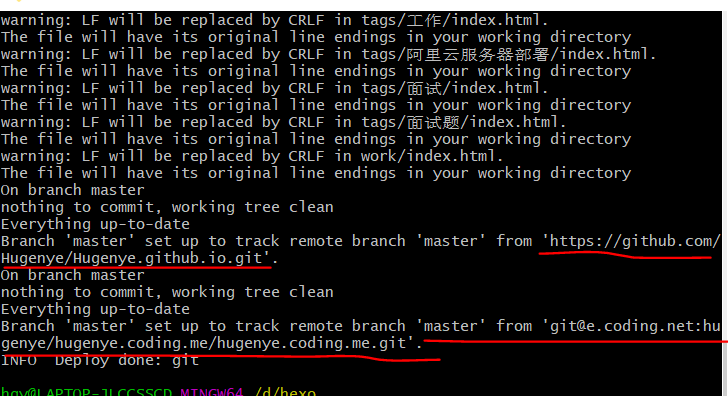 warning: LF will be replaced by CRLF in tags/工作/index.html.
The file will have its original line endings in your working directory
warning: LF will be replaced by CRLF in tags/阿里云服务器部署/index.html.
The file will have its original line endings in your working directory
warning: LF will be replaced by CRLF in tags/面试/index.html.
The file will have its original line endings in your working directory
warning: LF will be replaced by CRLF in tags/面试题/index.html.
The file will have its original line endings in your working directory
warning: LF will be replaced by CRLF in work/index.html.
The file will have its original line endings in your working directory
On branch master
nothing to commit, working tree clean
Everything up-to-date
Branch 'master' set up to track remote branch 'master' from 'https://github.com/
Hugenye/Hugenye.github.io.git'.
On branch master
nothing to commit, working tree clean
Everything up-to-date
Branch 'master' set up to track remote branch 'master' from 'git@e.coding.net:hu
genye/hugenye.coding.me/hugenye.coding.me.git'.
INFO  Deploy done: git
hgy@LAPTOP-JLCCSSCD MINGW64 /d/hexo